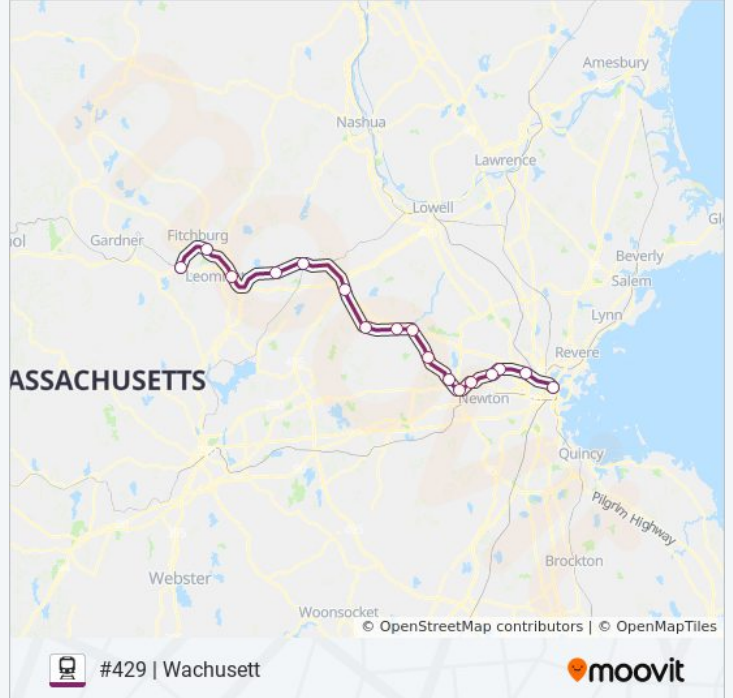 Amesbury
Nashua
Lawrence
Lowell
Gl
Fitchburg
Gardner
ol
Beverly
Leom
Salem
Lynn
Revere
ASSACHUSETTS
Newton
Quincy
Pilgrim Highway
Brockton
Webster
Woonsocket
© OpenStreetMap contributors | © OpenMapTiles
#429 | Wachusett
moovit